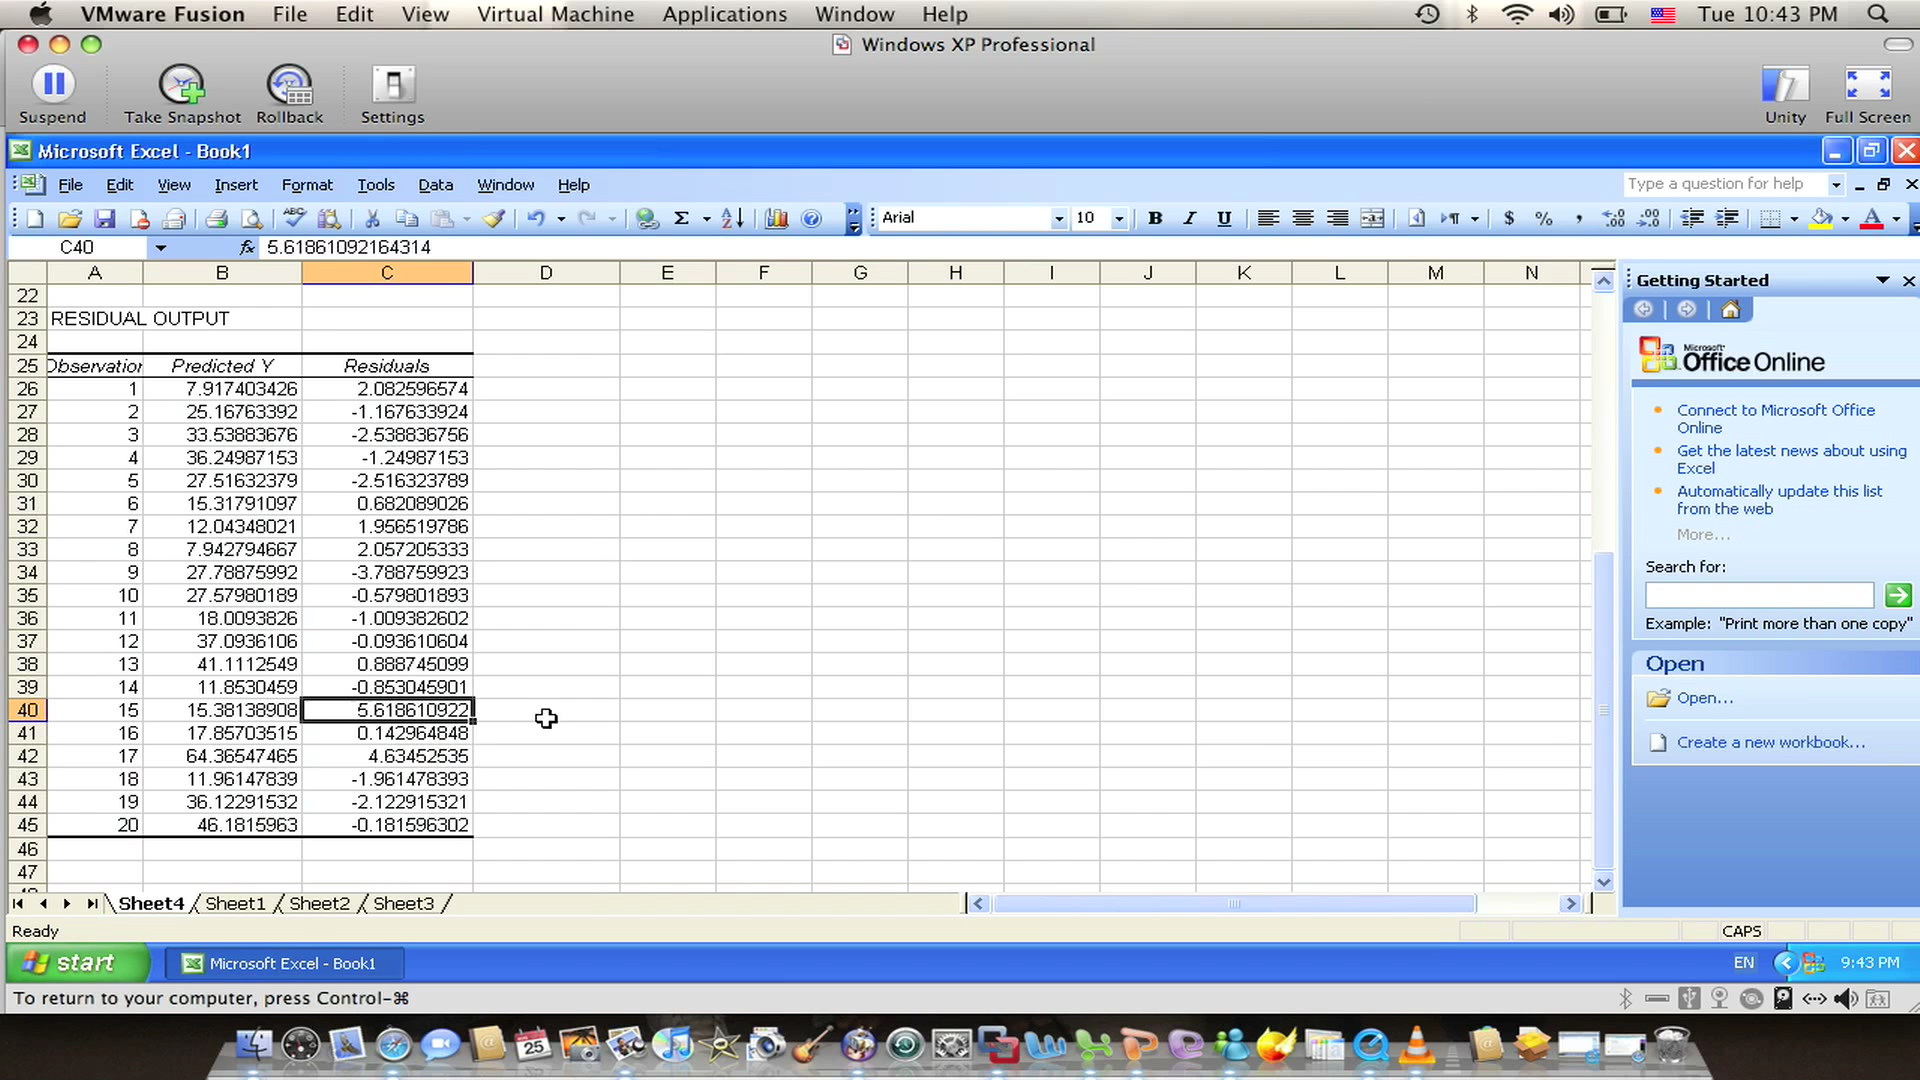 VMware Fusion File Edit View Virtual Machine Applications Window Help Tue 10:43 PM
Windows XP Professional
Suspend Take Snapshot Rollback Settings Unity Full Screen
Microsoft Excel - Book1
File Edit View Insert Format Tools Data Window Help Type a question for help
Arial 10 B I U $ % ,
C40 fx 5.61861092164314
A B C D E F G H I J K L M N
22
23 RESIDUAL OUTPUT
24
25 Observation Predicted Y Residuals
26 1 7.917403426 2.082596574
27 2 25.16763392 -1.167633924
28 3 33.53883676 -2.538836756
29 4 36.24987153 -1.24987153
30 5 27.51632379 -2.516323789
31 6 15.31791097 0.682089026
32 7 12.04348021 1.956519786
33 8 7.942794667 2.057205333
34 9 27.78875992 -3.788759923
35 10 27.57980189 -0.579801893
36 11 18.0093826 -1.009382602
37 12 37.0936106 -0.093610604
38 13 41.1112549 0.888745099
39 14 11.8530459 -0.853045901
40 15 15.38138908 5.618610922
41 16 17.85703515 0.142964848
42 17 64.36547465 4.63452535
43 18 11.96147839 -1.961478393
44 19 36.12291532 -2.122915321
45 20 46.1815963 -0.181596302
46
47
Getting Started
Microsoft
Office Online
Connect to Microsoft Office
Online
Get the latest news about using
Excel
Automatically update this list
from the web
More...
Search for:
Example: "Print more than one copy"
Open
Open...
Create a new workbook...
Sheet4 Sheet1 Sheet2 Sheet3
Ready CAPS
start Microsoft Excel - Book1 EN 9:43 PM
To return to your computer, press Control-⌘
25